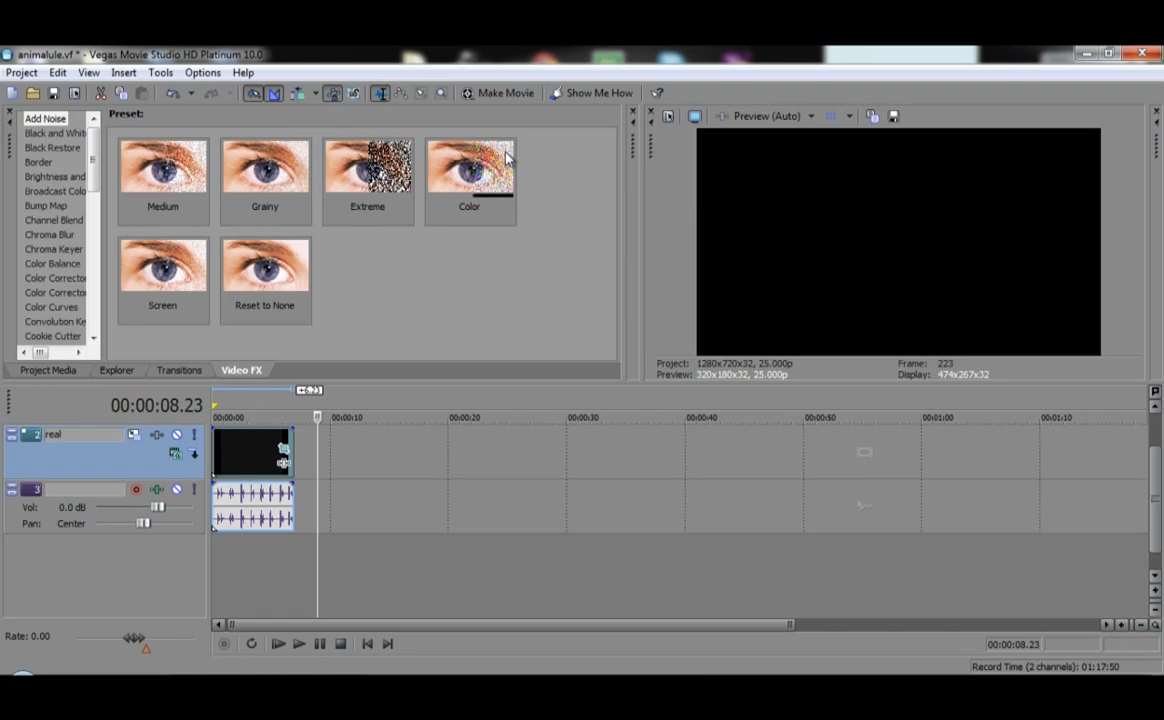 animalule.vf * - Vegas Movie Studio HD Platinum 10.0
Project Edit View Insert Tools Options Help
Make Movie Show Me How
Preset:
Preview (Auto)
Add Noise
Black and Whit
Black Restore
Border
Brightness and
Broadcast Colo
Bump Map
Channel Blend
Chroma Blur
Chroma Keyer
Color Balance
Color Corrector
Color Corrector
Color Curves
Convolution Ke
Cookie Cutter
Medium Grainy Extreme Color
Screen Reset to None
Project: 1280x720x32, 25.000p Frame: 223
Preview: 320x180x32, 25.000p Display: 474x267x32
Project Media Explorer Transitions Video FX
+6.23
00:00:08.23
00:00:00 00:00:10 00:00:20 00:00:30 00:00:40 00:00:50 00:01:00 00:01:10
2 real
3
Vol: 0.0 dB
Pan: Center
Rate: 0.00
00:00:08.23
Record Time (2 channels): 01:17:50